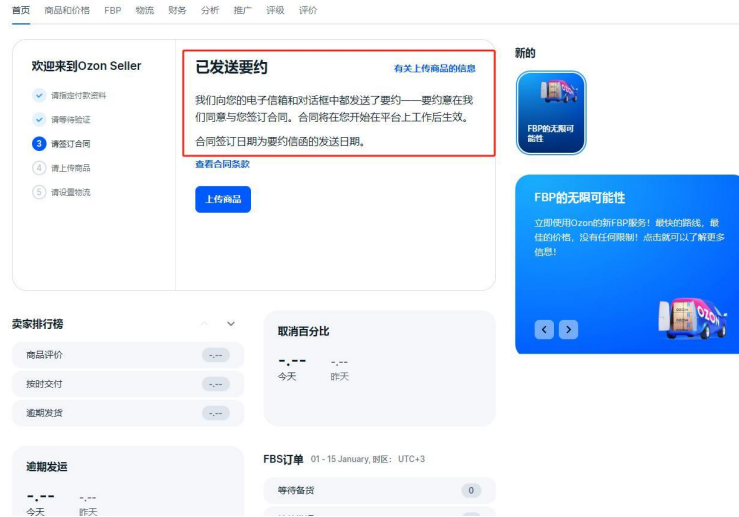 首页 商品和价格 FBP 物流 财务 分析 推广 评级 评价
欢迎来到Ozon Seller
请指定付款资料
请等待验证
3 请签订合同
4 请上传商品
5 请设置物流
已发送要约
有关上传商品的信息
我们向您的电子信箱和对话框中都发送了要约——要约意在我
们同意与您签订合同。合同将在您开始在平台上工作后生效。
合同签订日期为要约信函的发送日期。
查看合同条款
上传商品
新的
FBP的无限可
能性
FBP的无限可能性
立即使用Ozon的新FBP服务！最快的路线，最
佳的价格，没有任何限制！点击就可以了解更多
信息！
OZON
卖家排行榜
商品评价 -.--
按时交付 -.--
逾期发货 -.--
取消百分比
-.-- -.--
今天 昨天
逾期发运
-.-- -.--
今天 昨天
FBS订单 01 - 15 January, 时区： UTC+3
等待备货 0